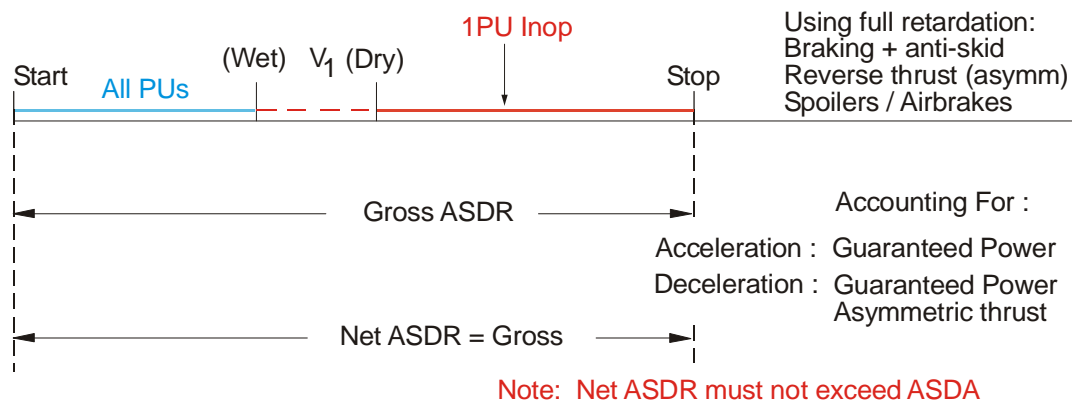 1PU Inop
Using full retardation:
Braking + anti-skid
Reverse thrust (asymm)
Spoilers / Airbrakes
(Wet) V1 (Dry)
Start
All PUs
Stop
Gross ASDR
Accounting For :
Acceleration : Guaranteed Power
Deceleration : Guaranteed Power
Asymmetric thrust
Net ASDR = Gross
Note: Net ASDR must not exceed ASDA